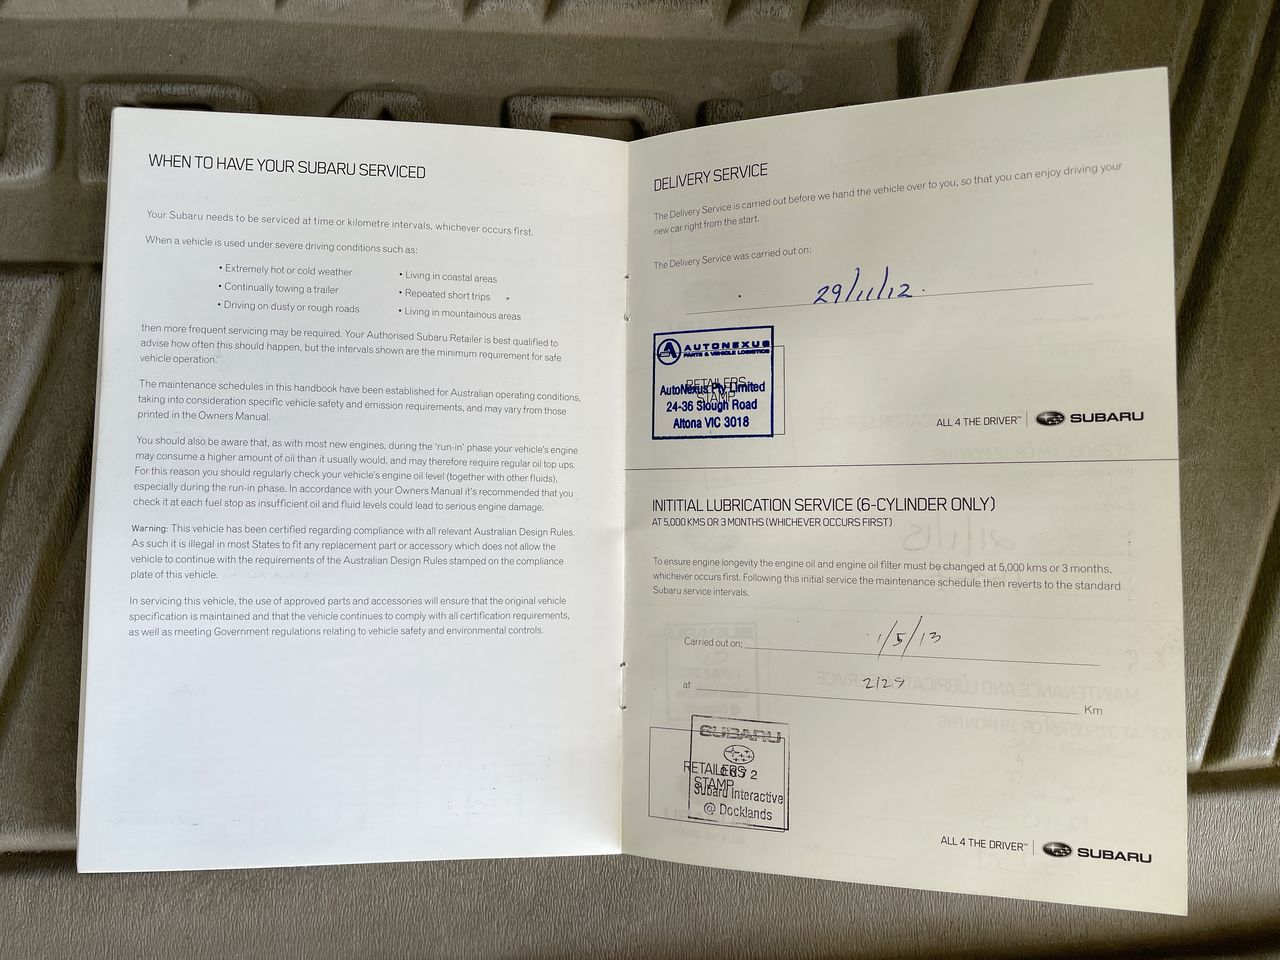 WHEN TO HAVE YOUR SUBARU SERVICED
Your Subaru needs to be serviced at time or kilometre intervals, whichever occurs first.
When a vehicle is used under severe driving conditions such as:
• Extremely hot or cold weather
• Continually towing a trailer
• Driving on dusty or rough roads
• Living in coastal areas
• Repeated short trips
• Living in mountainous areas
then more frequent servicing may be required. Your Authorised Subaru Retailer is best qualified to
advise how often this should happen, but the intervals shown are the minimum requirement for safe
vehicle operation.
The maintenance schedules in this handbook have been established for Australian operating conditions,
taking into consideration specific vehicle safety and emission requirements, and may vary from those
printed in the Owners Manual.
You should also be aware that, as with most new engines, during the 'run-in' phase your vehicle's engine
may consume a higher amount of oil than it usually would, and may therefore require regular oil top ups.
For this reason you should regularly check your vehicle's engine oil level (together with other fluids),
especially during the run-in phase. In accordance with your Owners Manual it's recommended that you
check it at each fuel stop as insufficient oil and fluid levels could lead to serious engine damage.
Warning: This vehicle has been certified regarding compliance with all relevant Australian Design Rules.
As such it is illegal in most States to fit any replacement part or accessory which does not allow the
vehicle to continue with the requirements of the Australian Design Rules stamped on the compliance
plate of this vehicle.
In servicing this vehicle, the use of approved parts and accessories will ensure that the original vehicle
specification is maintained and that the vehicle continues to comply with all certification requirements,
as well as meeting Government regulations relating to vehicle safety and environmental controls.
DELIVERY SERVICE
The Delivery Service is carried out before we hand the vehicle over to you, so that you can enjoy driving your
new car right from the start.
The Delivery Service was carried out on:
29/11/12.
AUTONEXUS
PARTS & VEHICLE LOGISTICS
RETAILERS
STAMP
AutoNexus Pty Limited
24-36 Slough Road
Altona VIC 3018
ALL 4 THE DRIVER™ | SUBARU
INITITIAL LUBRICATION SERVICE (6-CYLINDER ONLY)
AT 5,000 KMS OR 3 MONTHS (WHICHEVER OCCURS FIRST)
To ensure engine longevity the engine oil and engine oil filter must be changed at 5,000 kms or 3 months,
whichever occurs first. Following this initial service the maintenance schedule then reverts to the standard
Subaru service intervals.
Carried out on: 1/5/13
at 2129 Km
SUBARU
RETAILERS
STAMP
Subaru Interactive
@ Docklands
ALL 4 THE DRIVER™ | SUBARU